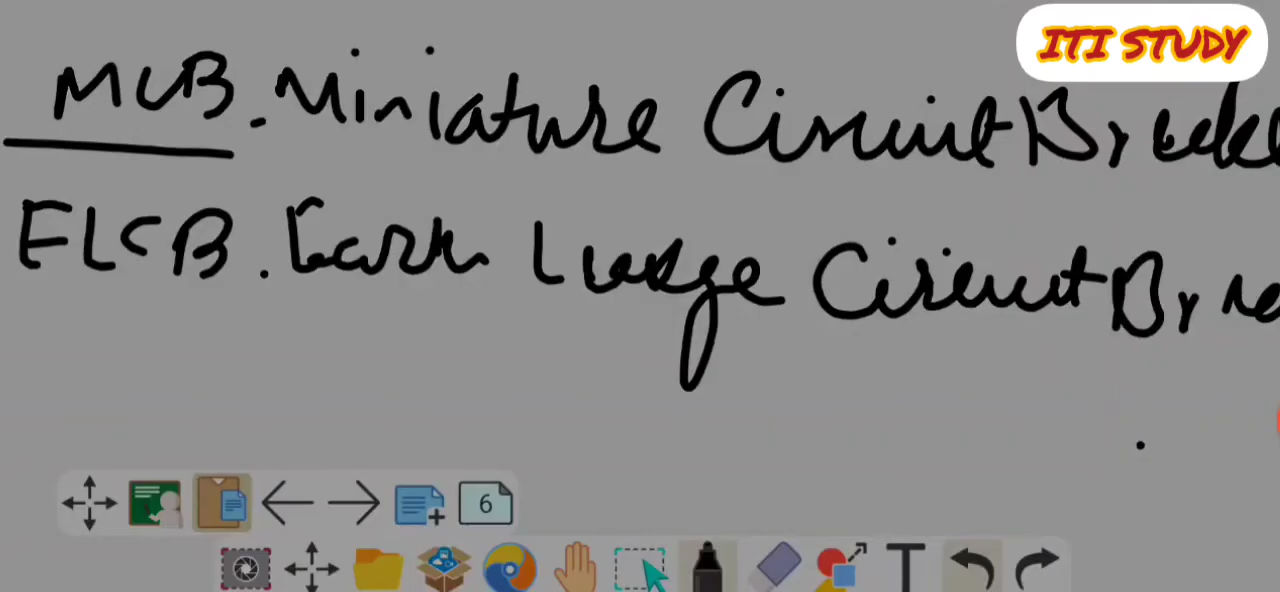 ITI STUDY
MCB. Miniature Circuit
ELCB. Earth Circuit
6
T